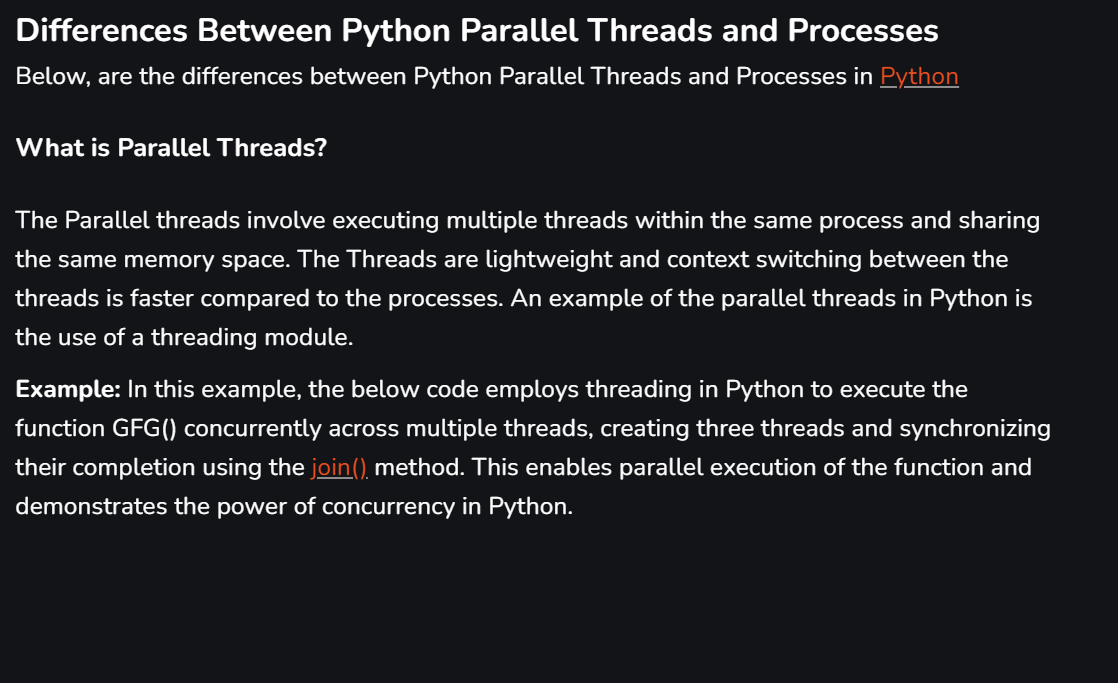 Differences Between Python Parallel Threads and Processes
Below, are the differences between Python Parallel Threads and Processes in Python
What is Parallel Threads?
The Parallel threads involve executing multiple threads within the same process and sharing
the same memory space. The Threads are lightweight and context switching between the
threads is faster compared to the processes. An example of the parallel threads in Python is
the use of a threading module.
Example: In this example, the below code employs threading in Python to execute the
function GFG() concurrently across multiple threads, creating three threads and synchronizing
their completion using the join() method. This enables parallel execution of the function and
demonstrates the power of concurrency in Python.